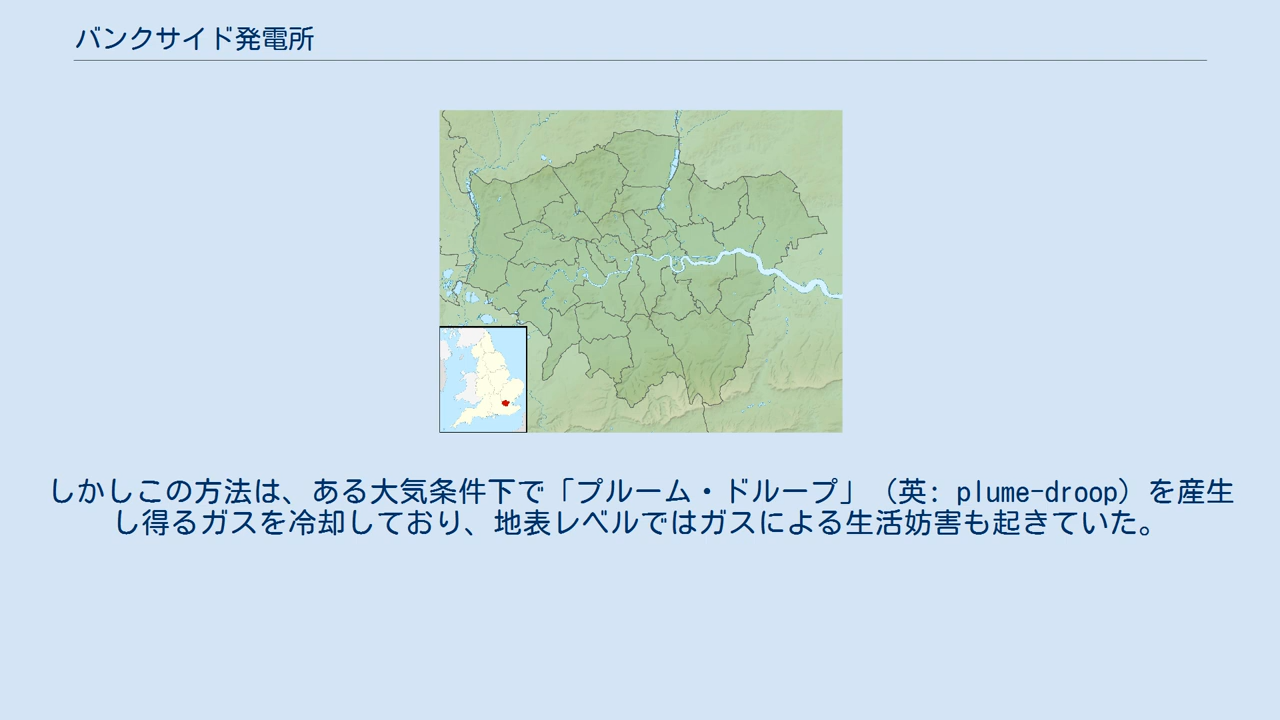 バンクサイド発電所
しかしこの方法は、ある大気条件下で「プルーム・ドループ」（英: plume-droop）を産生
し得るガスを冷却しており、地表レベルではガスによる生活妨害も起きていた。